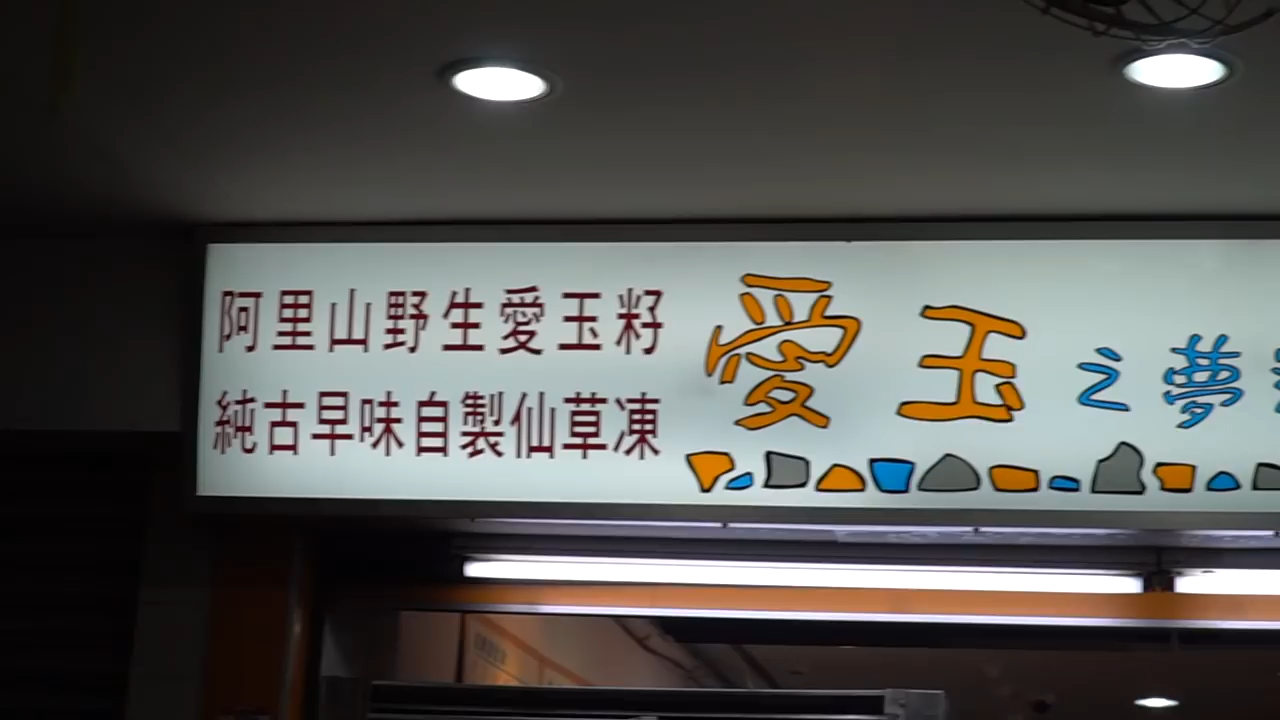 阿里山野生愛玉籽
純古早味自製仙草凍
愛玉之夢